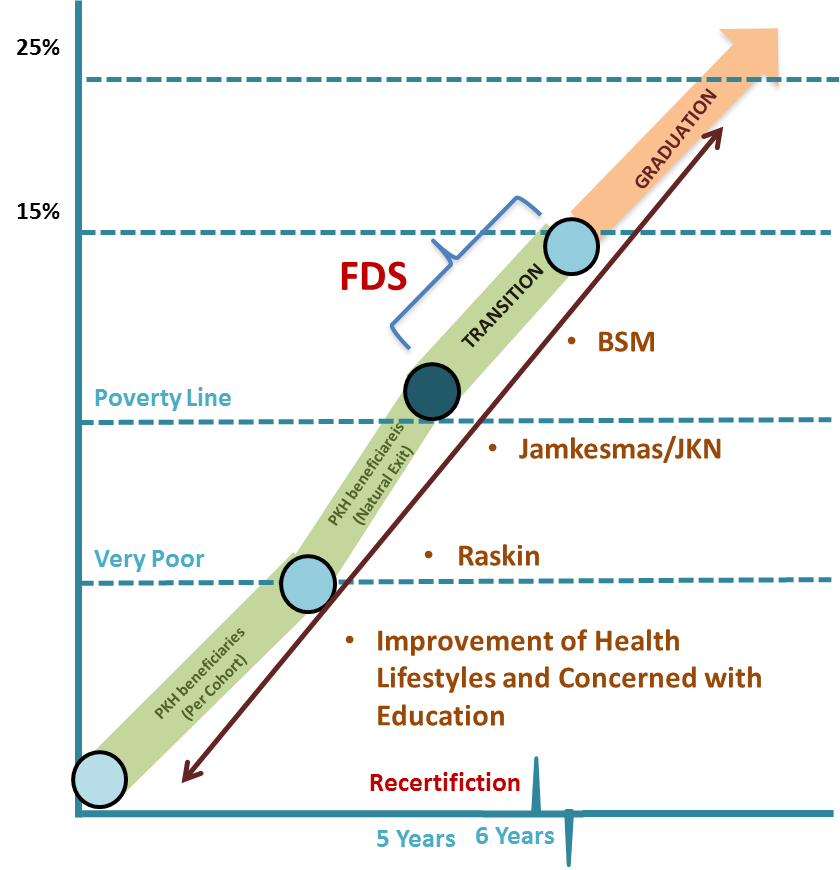 25%
GRADUATION
15%
FDS
TRANSITION
• BSM
Poverty Line
PKH beneficiareis
(Natural Exit)
• Jamkesmas/JKN
Very Poor
• Raskin
PKH beneficiaries
(Per Cohort)
• Improvement of Health
Lifestyles and Concerned with
Education
Recertifiction
5 Years
6 Years